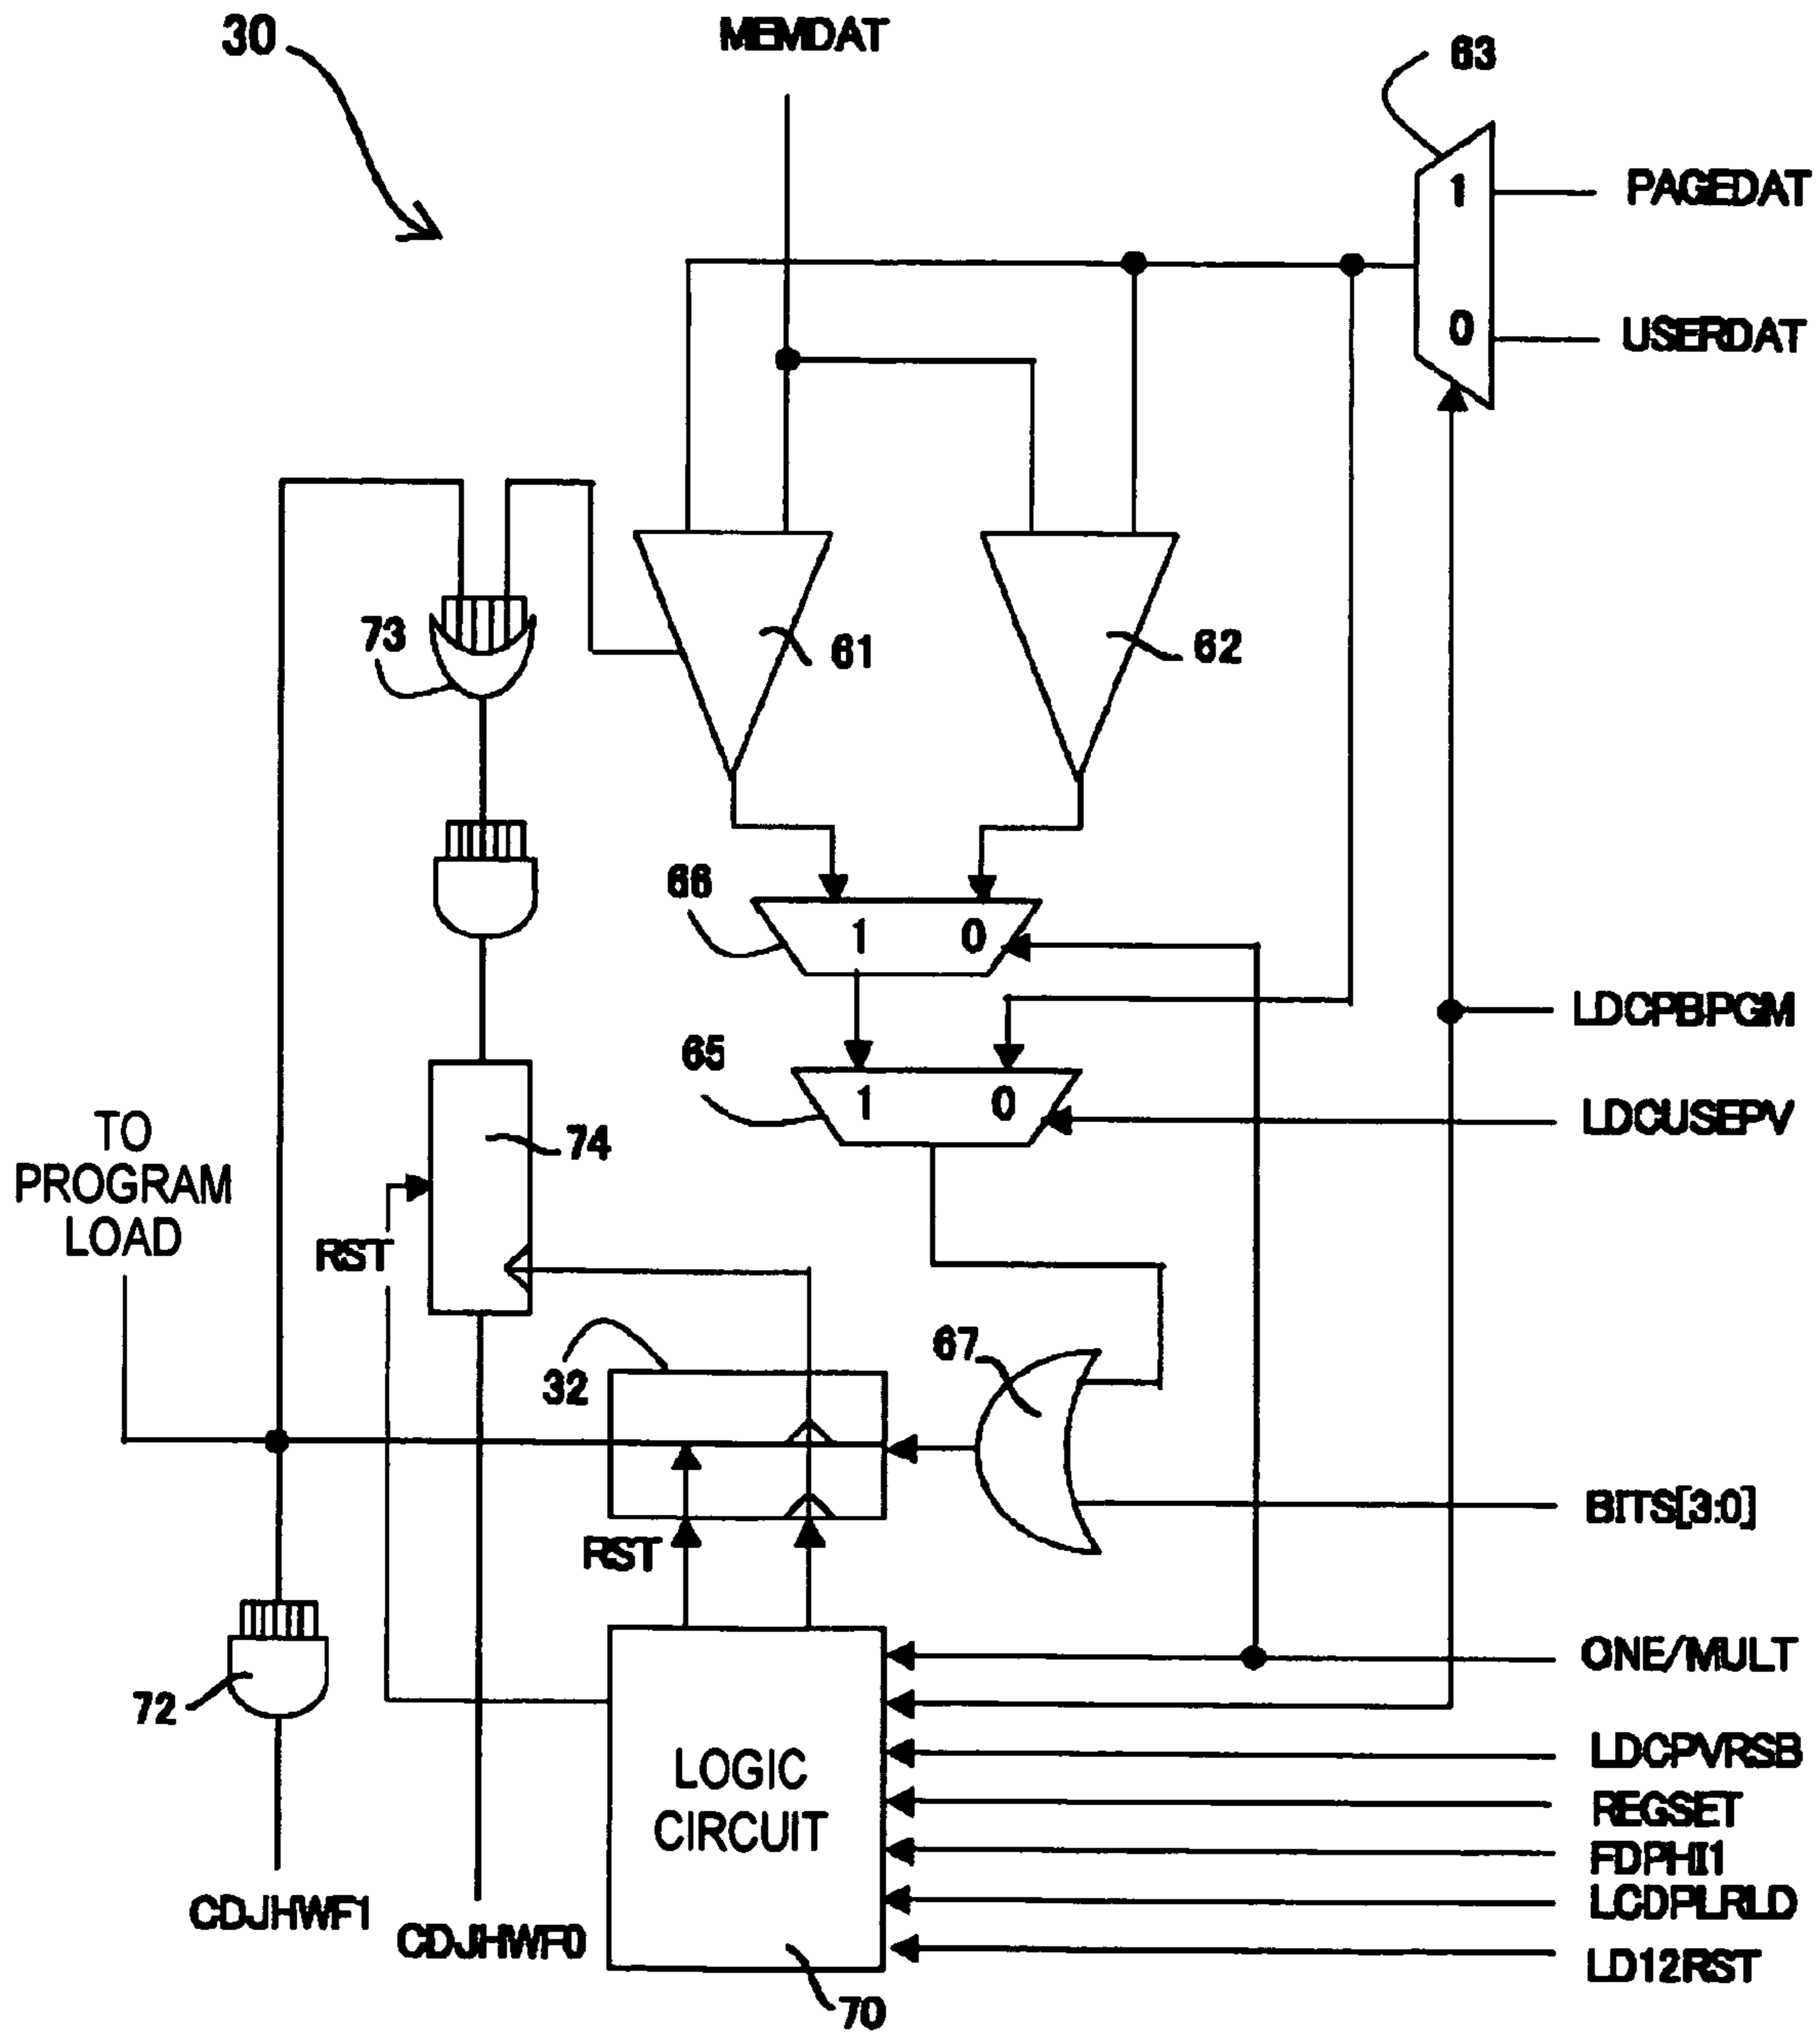 30
MEMDAT
63
1
PAGEDAT
0
USERDAT
73
61
62
66
1
0
LDCPBPGM
65
1
0
LDCUSEPV
TO
PROGRAM
LOAD
74
RST
67
32
BITS[3:0]
RST
ONE/MULT
72
LOGIC
CIRCUIT
LDCPVRSB
REGSET
FDPHI1
LCDPLRLD
LD12RST
CDJHWF1
CDJHWF0
70